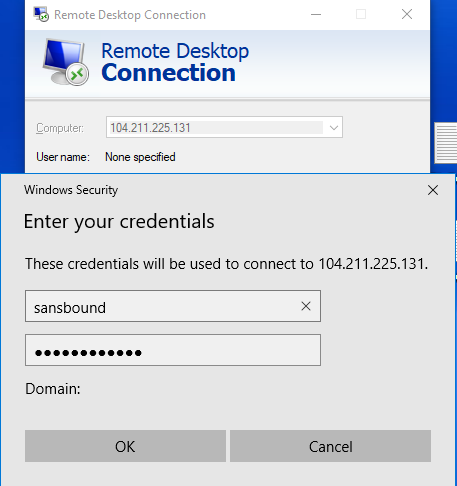 Remote Desktop Connection
Remote Desktop
Connection
Computer: 104.211.225.131
User name: None specified
Windows Security
Enter your credentials
These credentials will be used to connect to 104.211.225.131.
sansbound
●●●●●●●●●●●●
Domain:
OK Cancel